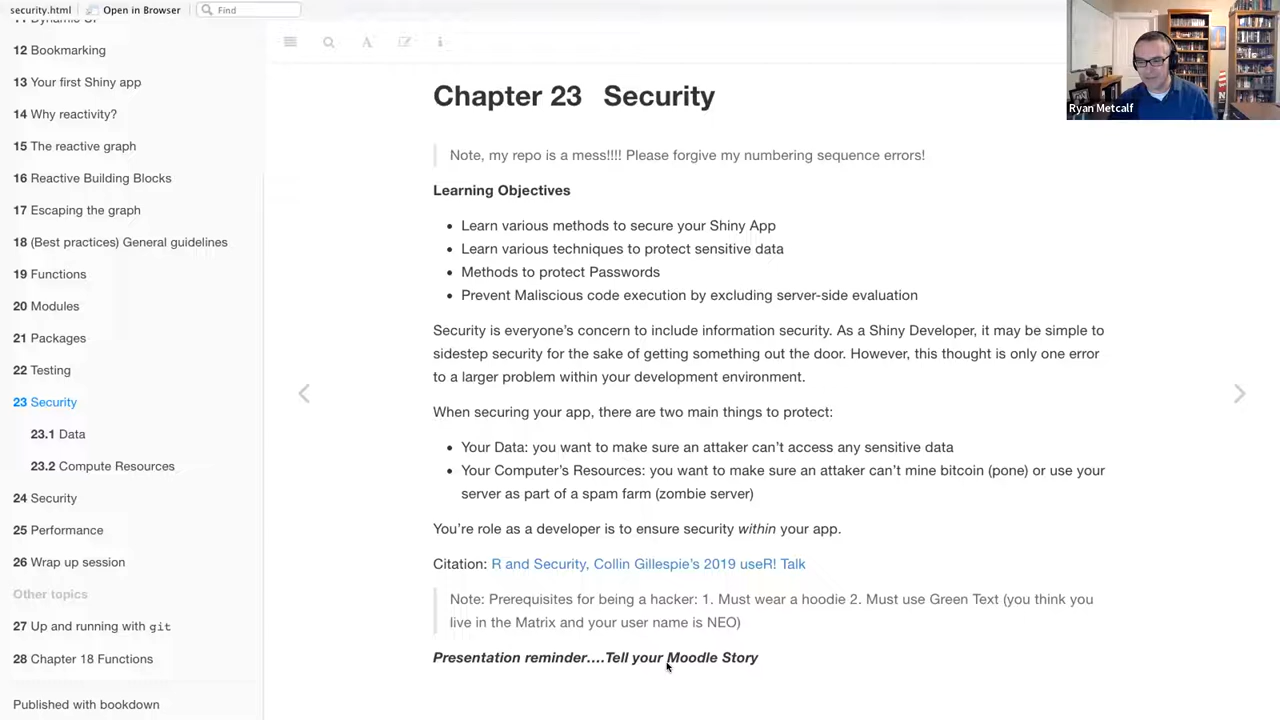 security.html
Open in Browser
Find
12 Bookmarking
13 Your first Shiny app
14 Why reactivity?
15 The reactive graph
16 Reactive Building Blocks
17 Escaping the graph
18 (Best practices) General guidelines
19 Functions
20 Modules
21 Packages
22 Testing
23 Security
23.1 Data
23.2 Compute Resources
24 Security
25 Performance
26 Wrap up session
Other topics
27 Up and running with git
28 Chapter 18 Functions
Published with bookdown
Chapter 23 Security
Note, my repo is a mess!!!! Please forgive my numbering sequence errors!
Learning Objectives
• Learn various methods to secure your Shiny App
• Learn various techniques to protect sensitive data
• Methods to protect Passwords
• Prevent Maliscious code execution by excluding server-side evaluation
Security is everyone's concern to include information security. As a Shiny Developer, it may be simple to
sidestep security for the sake of getting something out the door. However, this thought is only one error
to a larger problem within your development environment.
When securing your app, there are two main things to protect:
• Your Data: you want to make sure an attaker can't access any sensitive data
• Your Computer's Resources: you want to make sure an attaker can't mine bitcoin (pone) or use your
server as part of a spam farm (zombie server)
You're role as a developer is to ensure security within your app.
Citation: R and Security, Collin Gillespie's 2019 useR! Talk
Note: Prerequisites for being a hacker: 1. Must wear a hoodie 2. Must use Green Text (you think you
live in the Matrix and your user name is NEO)
Presentation reminder....Tell your Moodle Story
Ryan Metcalf